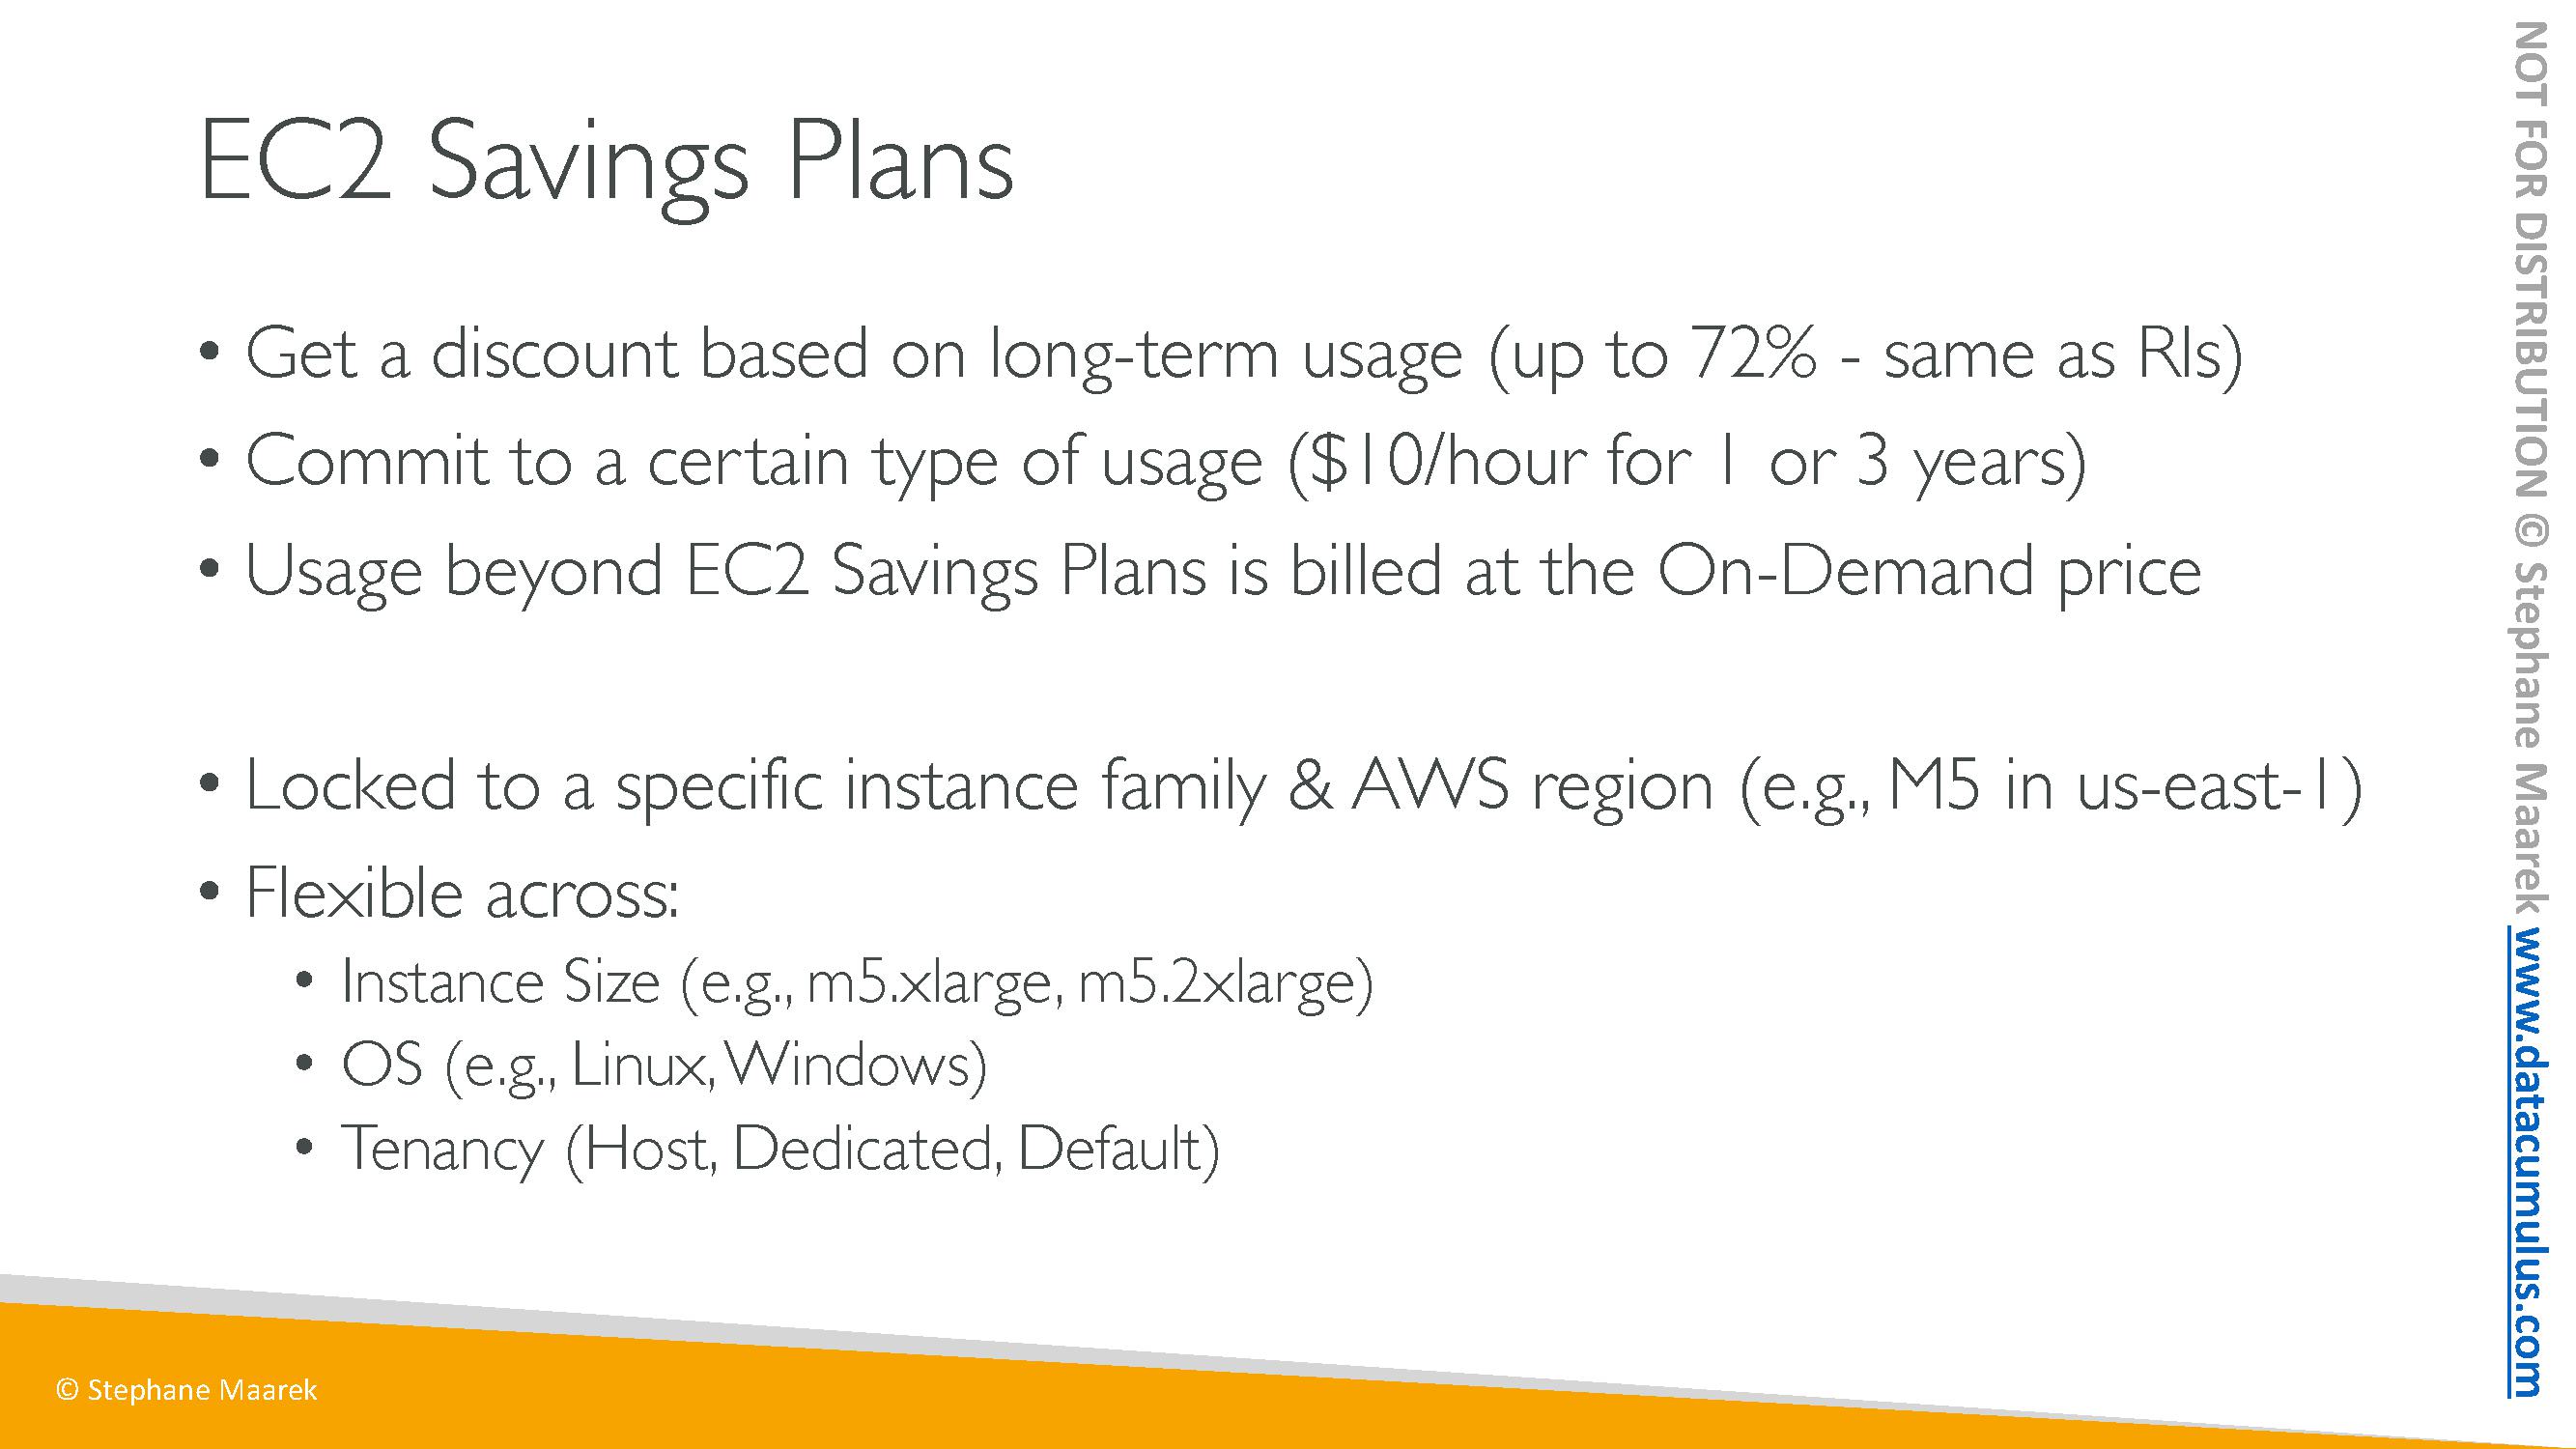 EC2 Savings Plans
• Get a discount based on long-term usage (up to 72% - same as RIs)
• Commit to a certain type of usage ($10/hour for 1 or 3 years)
• Usage beyond EC2 Savings Plans is billed at the On-Demand price
• Locked to a specific instance family & AWS region (e.g., M5 in us-east-1)
• Flexible across:
• Instance Size (e.g., m5.xlarge, m5.2xlarge)
• OS (e.g., Linux, Windows)
• Tenancy (Host, Dedicated, Default)
© Stephane Maarek
NOT FOR DISTRIBUTION © Stephane Maarek www.datacumulus.com